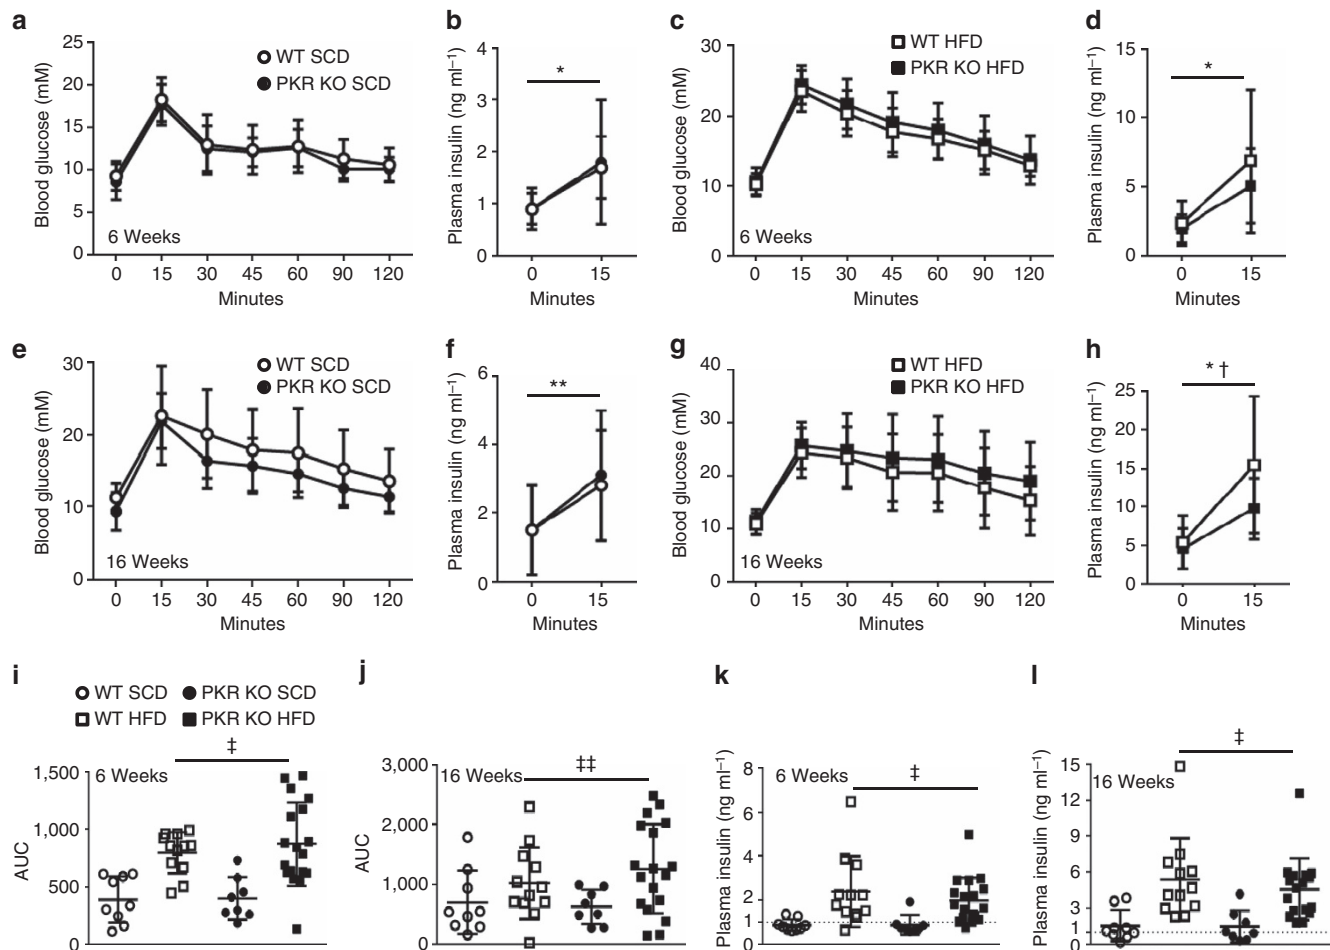 a
25
20
15
10
5
0
Blood glucose (mM)
WT SCD
PKR KO SCD
6 Weeks
0 15 30 45 60 90 120
Minutes
b
4
3
2
1
0
Plasma insulin (ng ml⁻¹)
*
0 15
Minutes
c
30
20
10
0
Blood glucose (mM)
WT HFD
PKR KO HFD
6 Weeks
0 15 30 45 60 90 120
Minutes
d
15
10
5
0
Plasma insulin (ng ml⁻¹)
*
0 15
Minutes
e
30
20
10
0
Blood glucose (mM)
WT SCD
PKR KO SCD
16 Weeks
0 15 30 45 60 90 120
Minutes
f
6
4
2
0
Plasma insulin (ng ml⁻¹)
**
0 15
Minutes
g
40
30
20
10
0
Blood glucose (mM)
WT HFD
PKR KO HFD
16 Weeks
0 15 30 45 60 90 120
Minutes
h
25
20
15
10
5
0
Plasma insulin (ng ml⁻¹)
* †
0 15
Minutes
i
WT SCD PKR KO SCD
WT HFD PKR KO HFD
‡
1,500
1,000
500
0
AUC
6 Weeks
j
3,000
2,000
1,000
0
AUC
16 Weeks
‡‡
k
8
6
4
2
1
0
Plasma insulin (ng ml⁻¹)
6 Weeks
‡
l
15
12
9
6
3
1
0
Plasma insulin (ng ml⁻¹)
16 Weeks
‡